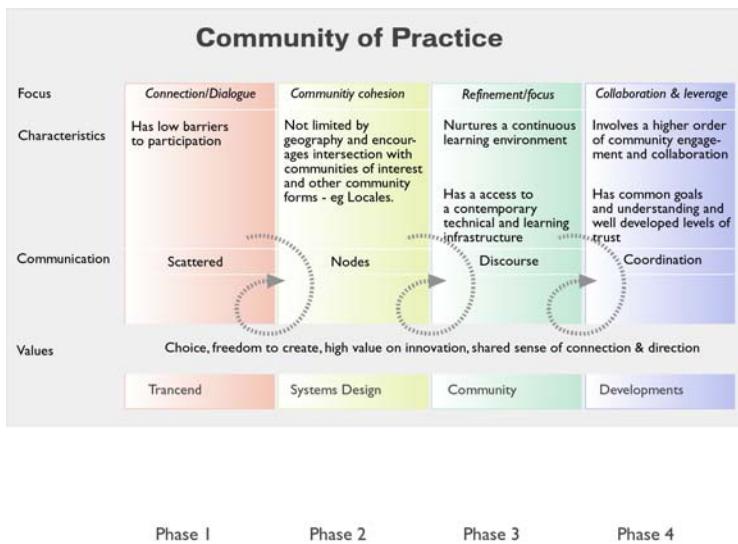 Community of Practice
Focus
Connection/Dialogue
Communitiy cohesion
Refinement/focus
Collaboration & leverage
Characteristics
Has low barriers
to participation
Not limited by
geography and encour-
ages intersection with
communities of interest
and other community
forms - eg Locales.
Nurtures a continuous
learning environment
Has a access to
a contemporary
technical and learning
infrastructure
Involves a higher order
of community engage-
ment and collaboration
Has common goals
and understanding and
well developed levels of
trust
Communication
Scattered
Nodes
Discourse
Coordination
Values
Choice, freedom to create, high value on innovation, shared sense of connection & direction
Trancend
Systems Design
Community
Developments
Phase 1
Phase 2
Phase 3
Phase 4